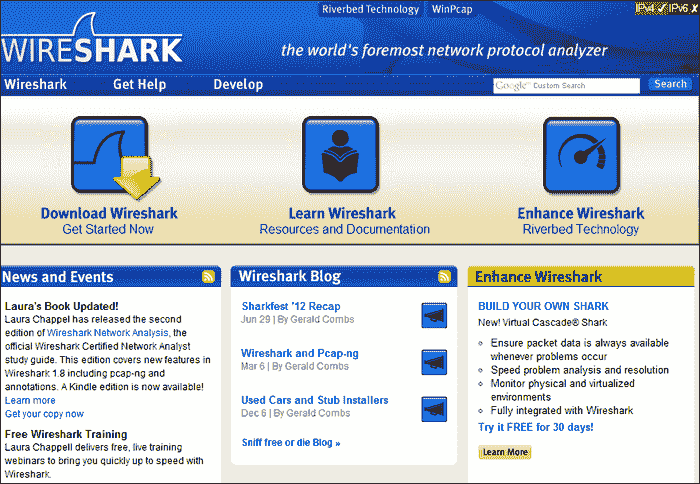 Riverbed Technology WinPcap
IPv4 ✓ IPv6 ✗
WIRESHARK
the world's foremost network protocol analyzer
Wireshark Get Help Develop
Google™ Custom Search Search
Download Wireshark
Get Started Now
Learn Wireshark
Resources and Documentation
Enhance Wireshark
Riverbed Technology
News and Events
Laura's Book Updated!
Laura Chappel has released the second
edition of Wireshark Network Analysis, the
official Wireshark Certified Network Analyst
study guide. This edition covers new features in
Wireshark 1.8 including pcap-ng and
annotations. A Kindle edition is now available!
Learn more
Get your copy now
Free Wireshark Training
Laura Chappell delivers free, live training
webinars to bring you quickly up to speed with
Wireshark.
Wireshark Blog
Sharkfest '12 Recap
Jun 29 | By Gerald Combs
Wireshark and Pcap-ng
Mar 6 | By Gerald Combs
Used Cars and Stub Installers
Dec 6 | By Gerald Combs
Sniff free or die Blog »
Enhance Wireshark
BUILD YOUR OWN SHARK
New! Virtual Cascade® Shark
Ensure packet data is always available
whenever problems occur
Speed problem analysis and resolution
Monitor physical and virtualized
environments
Fully integrated with Wireshark
Try it FREE for 30 days!
Learn More